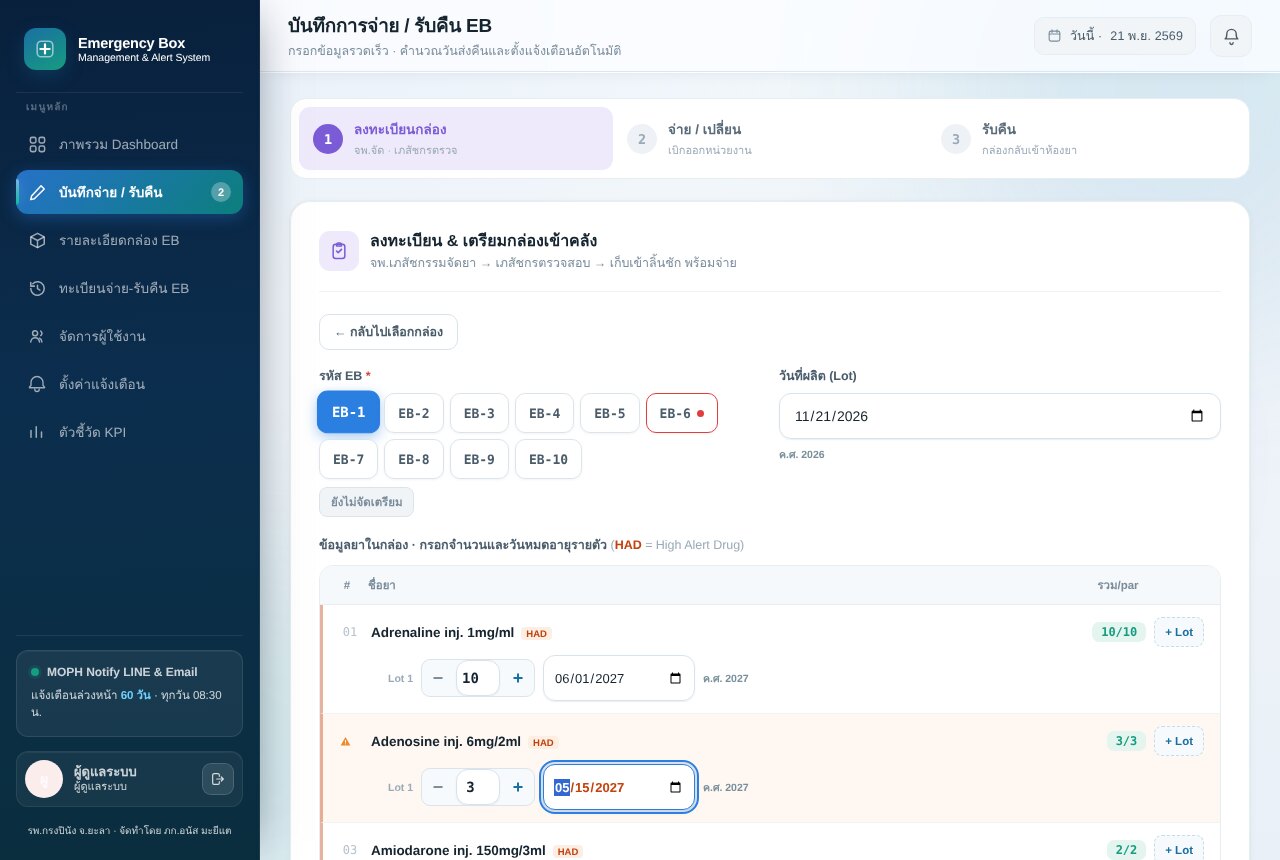 Emergency Box
Management & Alert System
เมนูหลัก
ภาพรวม Dashboard
บันทึกจ่าย / รับคืน 2
รายละเอียดกล่อง EB
ทะเบียนจ่าย-รับคืน EB
จัดการผู้ใช้งาน
ตั้งค่าแจ้งเตือน
ตัวชี้วัด KPI
MOPH Notify LINE & Email
แจ้งเตือนล่วงหน้า 60 วัน · ทุกวัน 08:30
น.
ผู้ดูแลระบบ
ผู้ดูแลระบบ
รพ.กรงปินัง จ.ยะลา · จัดทำโดย ภก.อนัส มะยีแต
บันทึกการจ่าย / รับคืน EB
กรอกข้อมูลรวดเร็ว · คำนวณวันส่งคืนและตั้งแจ้งเตือนอัตโนมัติ
วันนี้ · 21 พ.ย. 2569
1 ลงทะเบียนกล่อง
จพ.จัด · เภสัชกรตรวจ
2 จ่าย / เปลี่ยน
เบิกออกหน่วยงาน
3 รับคืน
กล่องกลับเข้าห้องยา
ลงทะเบียน & เตรียมกล่องเข้าคลัง
จพ.เภสัชกรรมจัดยา → เภสัชกรตรวจสอบ → เก็บเข้าลิ้นชัก พร้อมจ่าย
← กลับไปเลือกกล่อง
รหัส EB *
EB-1 EB-2 EB-3 EB-4 EB-5 EB-6
EB-7 EB-8 EB-9 EB-10
ยังไม่จัดเตรียม
วันที่ผลิต (Lot)
11/21/2026
ค.ศ. 2026
ข้อมูลยาในกล่อง · กรอกจำนวนและวันหมดอายุรายตัว (HAD = High Alert Drug)
# ชื่อยา รวม/par
01 Adrenaline inj. 1mg/ml HAD 10/10 + Lot
Lot 1 − 10 + 06/01/2027 ค.ศ. 2027
Adenosine inj. 6mg/2ml HAD 3/3 + Lot
Lot 1 − 3 + 05/15/2027 ค.ศ. 2027
03 Amiodarone inj. 150mg/3ml HAD 2/2 + Lot